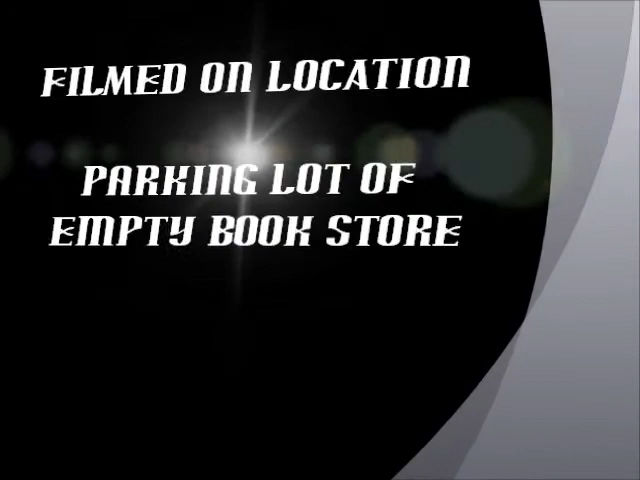 FILMED ON LOCATION
PARKING LOT OF
EMPTY BOOK STORE